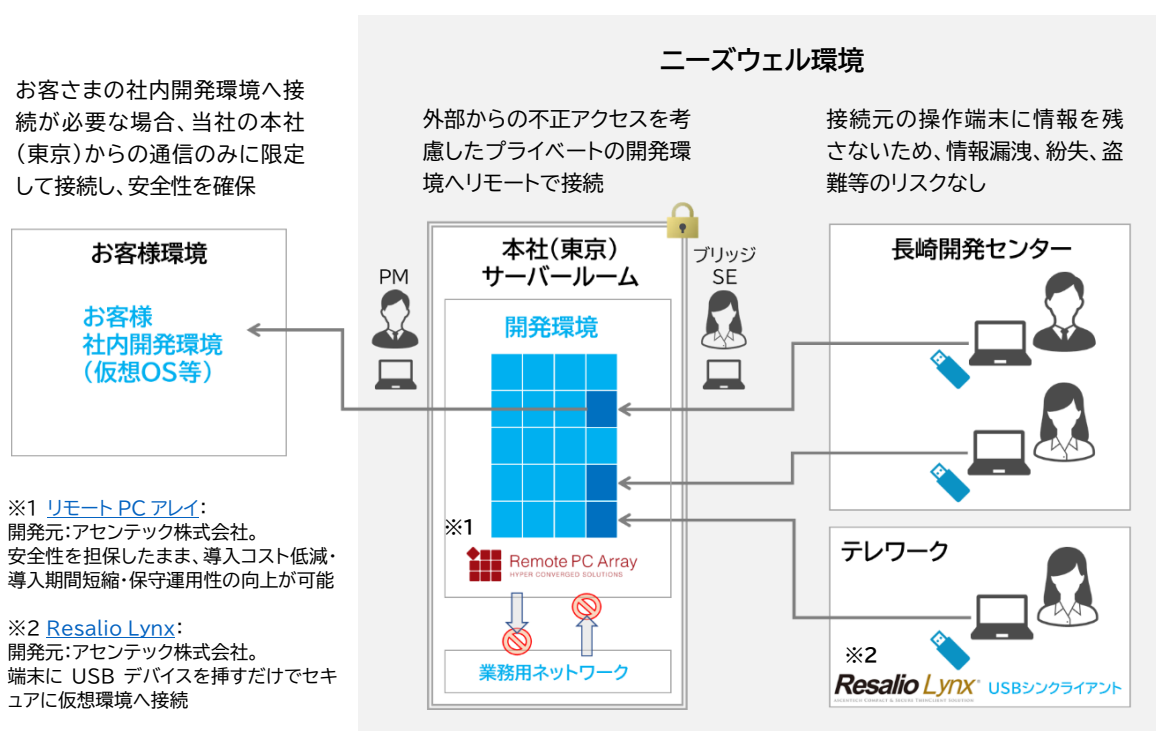 ニーズウェル環境
お客さまの社内開発環境へ接
続が必要な場合、当社の本社
(東京)からの通信のみに限定
して接続し、安全性を確保
外部からの不正アクセスを考
慮したプライベートの開発環
境へリモートで接続
接続元の操作端末に情報を残
さないため、情報漏洩、紛失、盗
難等のリスクなし
お客様環境
お客様
社内開発環境
(仮想OS等)
PM
本社(東京)
サーバールーム
開発環境
ブリッジ
SE
長崎開発センター
※1
Remote PC Array
HYPER CONVERGED SOLUTIONS
業務用ネットワーク
テレワーク
※2
Resalio Lynx
ASCENTECH COMPACT & SECURE THINCLIENT SOLUTION
USBシンクライアント
※1 リモート PC アレイ:
開発元:アセンテック株式会社。
安全性を担保したまま、導入コスト低減・
導入期間短縮・保守運用性の向上が可能
※2 Resalio Lynx:
開発元:アセンテック株式会社。
端末に USB デバイスを挿すだけでセキ
ュアに仮想環境へ接続